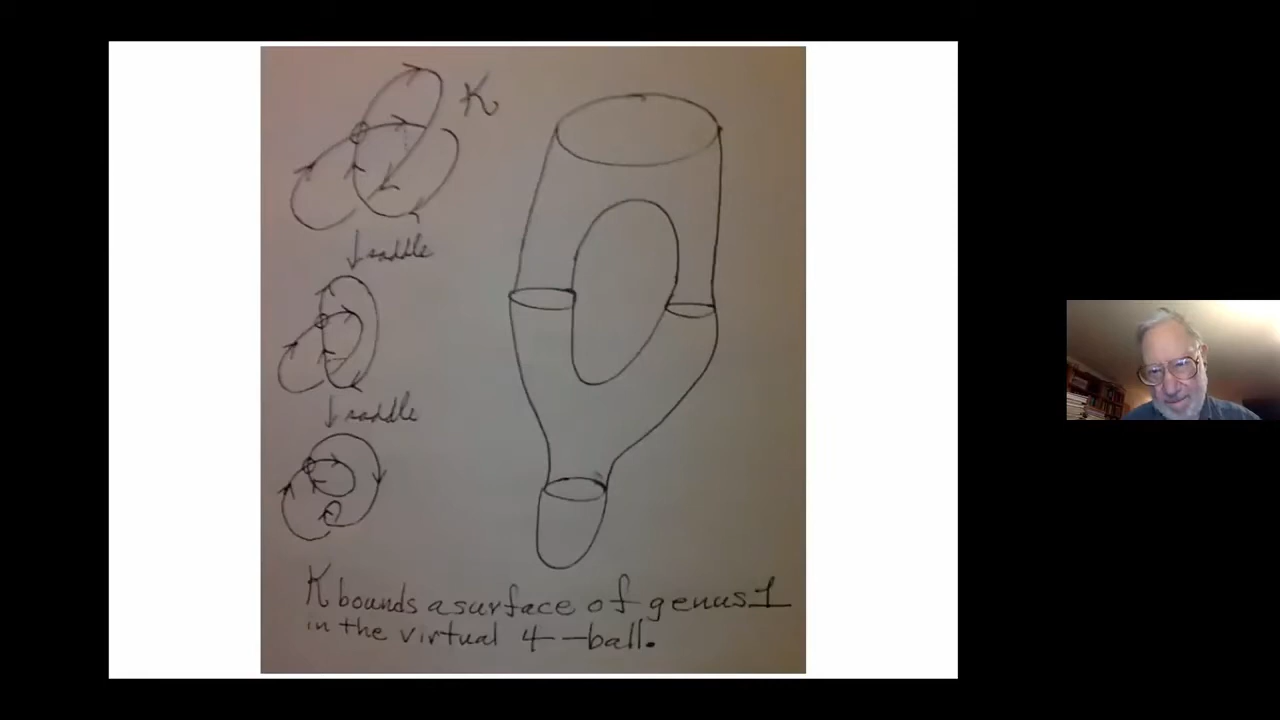 K
saddle
saddle
K bounds a surface of genus 1
in the virtual 4-ball.